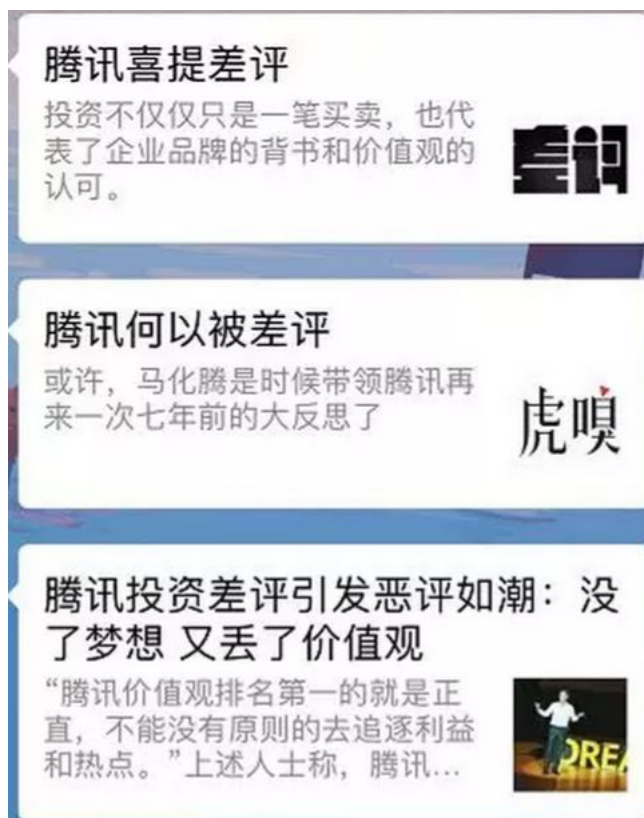 腾讯喜提差评
投资不仅仅只是一笔买卖，也代
表了企业品牌的背书和价值观的
认可。
差评
腾讯何以被差评
或许，马化腾是时候带领腾讯再
来一次七年前的大反思了
虎嗅
腾讯投资差评引发恶评如潮：没
了梦想 又丢了价值观
“腾讯价值观排名第一的就是正
直，不能没有原则的去追逐利益
和热点。”上述人士称，腾讯...
DREA